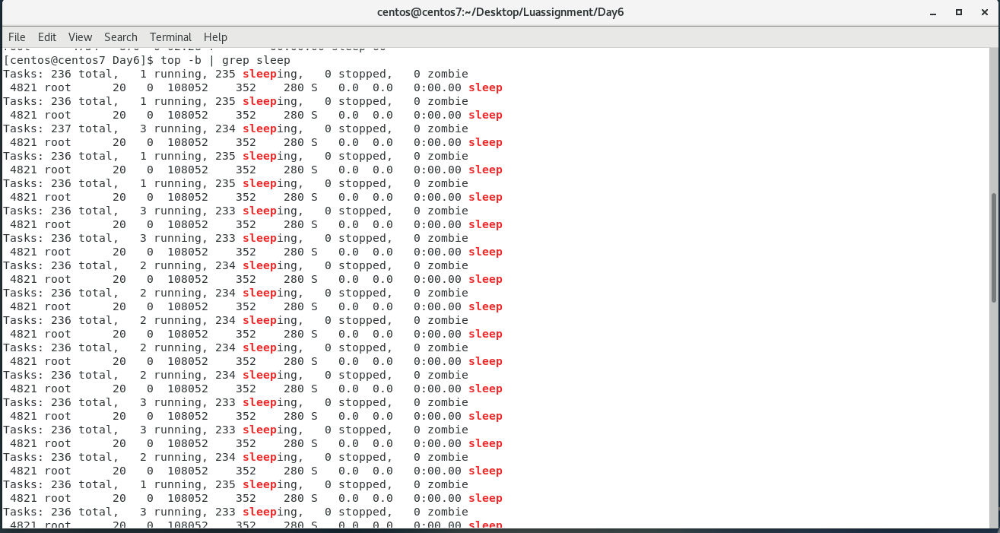 centos@centos7:~/Desktop/Luassignment/Day6
File Edit View Search Terminal Help
[centos@centos7 Day6]$ top -b | grep sleep
Tasks: 236 total,   1 running, 235 sleeping,   0 stopped,   0 zombie
 4821 root      20   0  108052    352    280 S   0.0  0.0   0:00.00 sleep
Tasks: 236 total,   1 running, 235 sleeping,   0 stopped,   0 zombie
 4821 root      20   0  108052    352    280 S   0.0  0.0   0:00.00 sleep
Tasks: 237 total,   3 running, 234 sleeping,   0 stopped,   0 zombie
 4821 root      20   0  108052    352    280 S   0.0  0.0   0:00.00 sleep
Tasks: 236 total,   1 running, 235 sleeping,   0 stopped,   0 zombie
 4821 root      20   0  108052    352    280 S   0.0  0.0   0:00.00 sleep
Tasks: 236 total,   1 running, 235 sleeping,   0 stopped,   0 zombie
 4821 root      20   0  108052    352    280 S   0.0  0.0   0:00.00 sleep
Tasks: 236 total,   3 running, 233 sleeping,   0 stopped,   0 zombie
 4821 root      20   0  108052    352    280 S   0.0  0.0   0:00.00 sleep
Tasks: 236 total,   3 running, 233 sleeping,   0 stopped,   0 zombie
 4821 root      20   0  108052    352    280 S   0.0  0.0   0:00.00 sleep
Tasks: 236 total,   2 running, 234 sleeping,   0 stopped,   0 zombie
 4821 root      20   0  108052    352    280 S   0.0  0.0   0:00.00 sleep
Tasks: 236 total,   2 running, 234 sleeping,   0 stopped,   0 zombie
 4821 root      20   0  108052    352    280 S   0.0  0.0   0:00.00 sleep
Tasks: 236 total,   2 running, 234 sleeping,   0 stopped,   0 zombie
 4821 root      20   0  108052    352    280 S   0.0  0.0   0:00.00 sleep
Tasks: 236 total,   2 running, 234 sleeping,   0 stopped,   0 zombie
 4821 root      20   0  108052    352    280 S   0.0  0.0   0:00.00 sleep
Tasks: 236 total,   2 running, 234 sleeping,   0 stopped,   0 zombie
 4821 root      20   0  108052    352    280 S   0.0  0.0   0:00.00 sleep
Tasks: 236 total,   3 running, 233 sleeping,   0 stopped,   0 zombie
 4821 root      20   0  108052    352    280 S   0.0  0.0   0:00.00 sleep
Tasks: 236 total,   3 running, 233 sleeping,   0 stopped,   0 zombie
 4821 root      20   0  108052    352    280 S   0.0  0.0   0:00.00 sleep
Tasks: 236 total,   2 running, 234 sleeping,   0 stopped,   0 zombie
 4821 root      20   0  108052    352    280 S   0.0  0.0   0:00.00 sleep
Tasks: 236 total,   1 running, 235 sleeping,   0 stopped,   0 zombie
 4821 root      20   0  108052    352    280 S   0.0  0.0   0:00.00 sleep
Tasks: 236 total,   3 running, 233 sleeping,   0 stopped,   0 zombie
 4821 root      20   0  108052    352    280 S   0.0  0.0   0:00.00 sleep